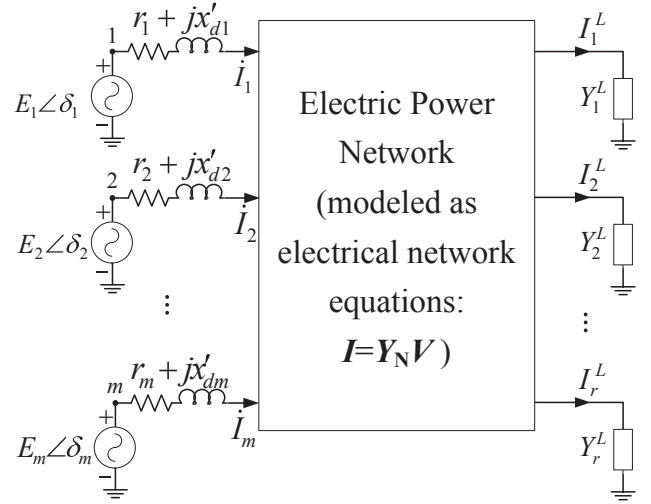 1
r₁ + jx′d1
+
E₁∠δ₁
−
İ₁
2
r₂ + jx′d2
+
E₂∠δ₂
−
İ₂
⋮
m
rₘ + jx′dm
+
Eₘ∠δₘ
−
İₘ
Electric Power
Network
(modeled as
electrical network
equations:
I=Y_N V )
I₁ᴸ
Y₁ᴸ
I₂ᴸ
Y₂ᴸ
⋮
Iᵣᴸ
Yᵣᴸ